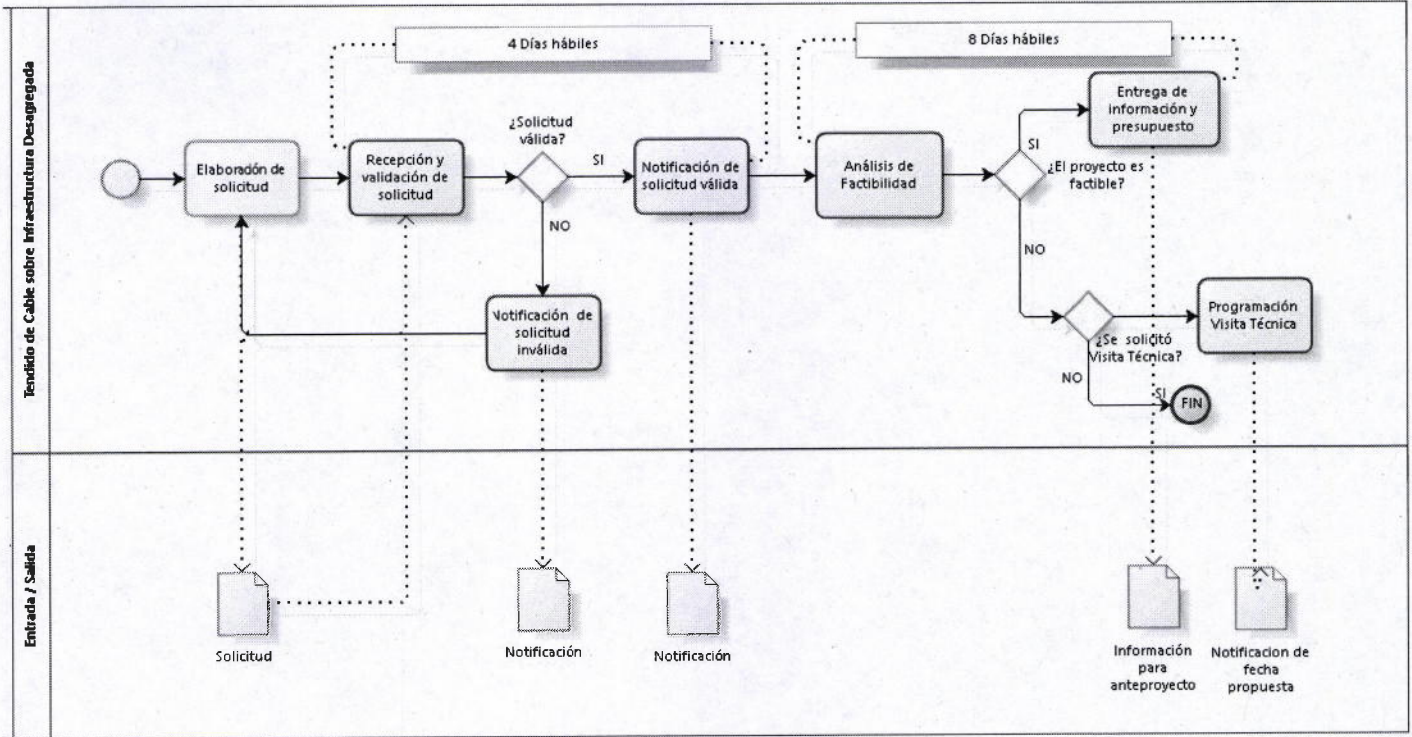 Tendido de Cable sobre Infraestructura Desagregada
4 Días hábiles
8 Días hábiles
Elaboración de
solicitud
Recepción y
validación de
solicitud
¿Solicitud
válida?
SI
NO
Notificación de
solicitud válida
Notificación de
solicitud
inválida
Análisis de
Factibilidad
SI
¿El proyecto es
factible?
NO
Entrega de
información y
presupuesto
¿Se solicitó
Visita Técnica?
NO
SI
Programación
Visita Técnica
FIN
Entrada / Salida
Solicitud
Notificación
Notificación
Información
para
anteproyecto
Notificacion de
fecha
propuesta